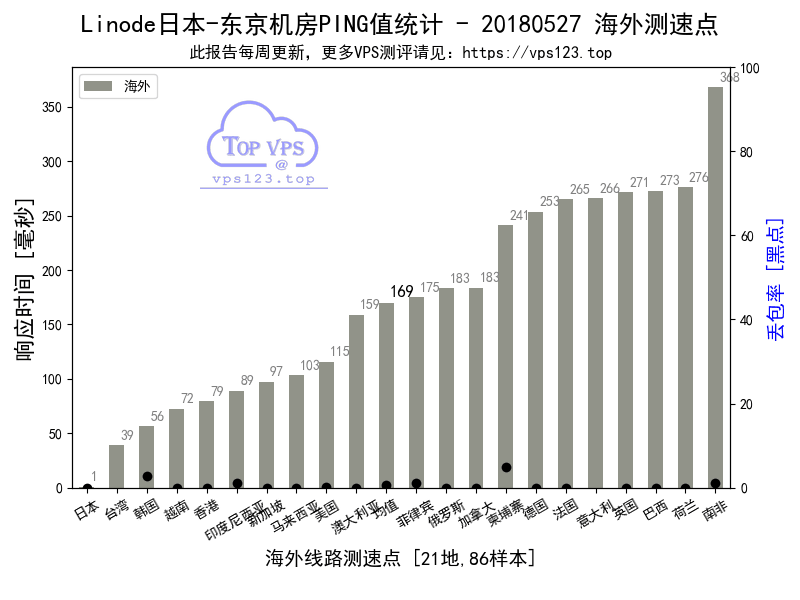 Linode日本-东京机房PING值统计 - 20180527 海外测速点
此报告每周更新，更多VPS测评请见：https://vps123.top
海外
Top VPS
@
vps123.top
响应时间 [毫秒]
350
300
250
200
150
100
50
0
1
39
56
72
79
89
97
103
115
159
169
175
183
183
241
253
265
266
271
273
276
368
100
80
60
40
20
0
丢包率 [黑点]
日本
台湾
韩国
越南
香港
印度尼西亚
新加坡
马来西亚
美国
澳大利亚
均值
菲律宾
俄罗斯
加拿大
柬埔寨
德国
法国
意大利
英国
巴西
荷兰
南非
海外线路测速点 [21地,86样本]